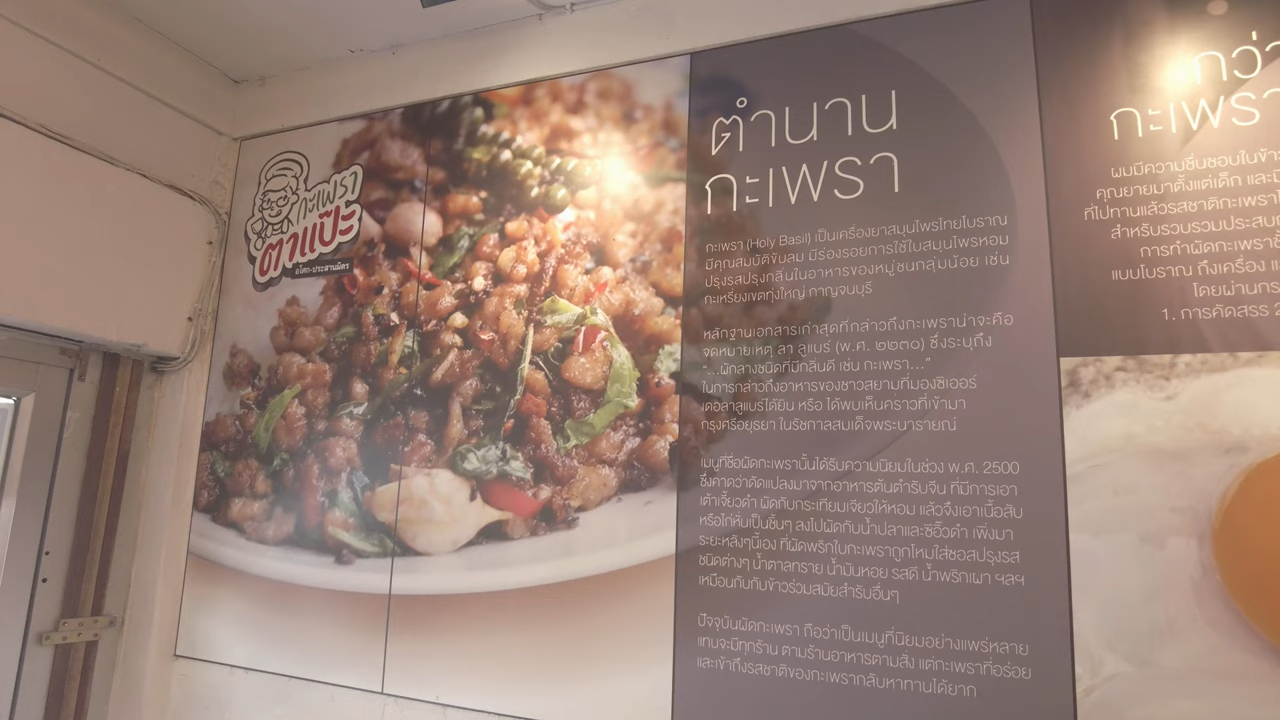 กะเพรา
ตาแป๊ะ
อโศก-ประสานมิตร
ตำนาน
กะเพรา
กะเพรา (Holy Basil) เป็นเครื่องยาสมุนไพรไทยโบราณ
มีคุณสมบัติขับลม มีร่องรอยการใช้ใบสมุนไพรหอม
ปรุงรสปรุงกลิ่นในอาหารของหมู่ชนกลุ่มน้อย เช่น
กะเหรี่ยงเขตทุ่งใหญ่ กาญจนบุรี
หลักฐานเอกสารเก่าสุดที่กล่าวถึงกะเพราน่าจะคือ
จดหมายเหตุ ลา ลูแบร์ (พ.ศ. ๒๒๓๐) ซึ่งระบุถึง
“...ผักลางชนิดที่มีกลิ่นดี เช่น กะเพรา...”
ในการกล่าวถึงอาหารของชาวสยามที่มองซิเออร์
เดอลาลูแบร์ได้ยิน หรือ ได้พบเห็นคราวที่เข้ามา
กรุงศรีอยุธยา ในรัชกาลสมเด็จพระนารายณ์
เมนูที่ชื่อผัดกะเพรานั้นได้รับความนิยมในช่วง พ.ศ. 2500
ซึ่งคาดว่าดัดแปลงมาจากอาหารต้นตำรับจีน ที่มีการเอา
เต้าเจี้ยวดำ ผัดกับกระเทียมเจียวให้หอม แล้วจึงเอาเนื้อสับ
หรือไก่หั่นเป็นชิ้นๆ ลงไปผัดกับน้ำปลาและซีอิ๊วดำ เพิ่งมา
ระยะหลังๆนี้เอง ที่ผัดพริกใบกะเพราถูกโหมใส่ซอสปรุงรส
ชนิดต่างๆ น้ำตาลทราย น้ำมันหอย รสดี น้ำพริกเผา ฯลฯ
เหมือนกับกับข้าวร่วมสมัยสำรับอื่นๆ
ปัจจุบันผัดกะเพรา ถือว่าเป็นเมนูที่นิยมอย่างแพร่หลาย
แทบจะมีทุกร้าน ตามร้านอาหารตามสั่ง แต่กะเพราที่อร่อย
และเข้าถึงรสชาติของกะเพรากลับหาทานได้ยาก
กว่า
กะเพรา
ผมมีความชื่นชอบในข้า
คุณยายมาตั้งแต่เด็ก และมี
ที่ไปทานแล้วรสชาติกะเพรา
สำหรับรวบรวมประสบ
การทำผัดกะเพรา
แบบโบราณ ถึงเครื่อง แ
โดยผ่านกร
1. การคัดสรร 2